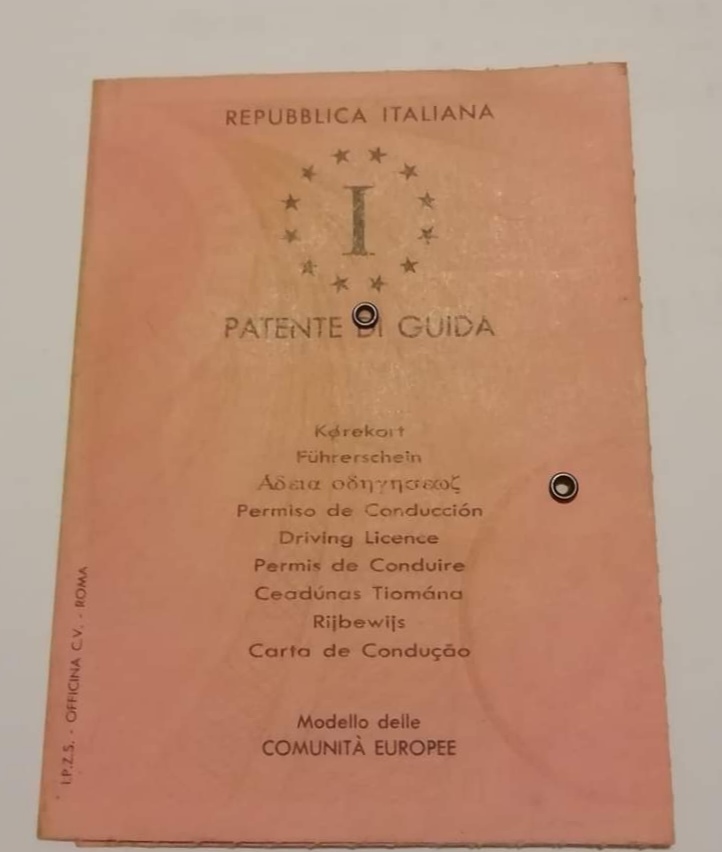 REPUBBLICA ITALIANA
I
PATENTE DI GUIDA
Kørekort
Führerschein
Αδεια οδηγησεωζ
Permiso de Conducción
Driving Licence
Permis de Conduire
Ceadúnas Tiomána
Rijbewijs
Carta de Condução
Modello delle
COMUNITÀ EUROPEE
I.P.Z.S. - OFFICINA C.V. - ROMA